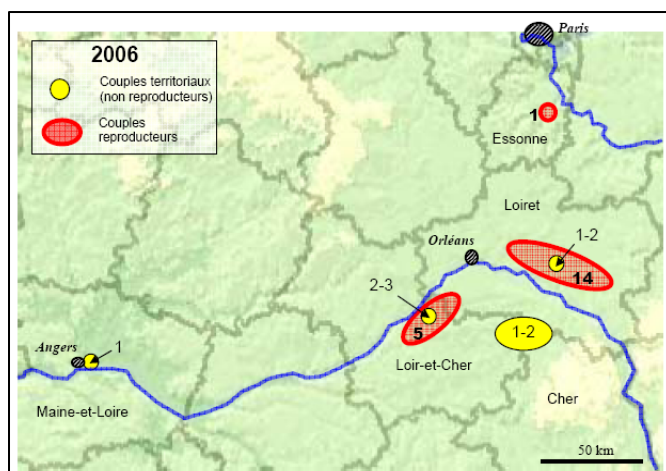 2006
Couples territoriaux
(non reproducteurs)
Couples
reproducteurs
Paris
1
Essonne
Loiret
Orléans
1-2
14
2-3
5
1-2
Angers
1
Loir-et-Cher
Maine-et-Loire
Cher
50 km